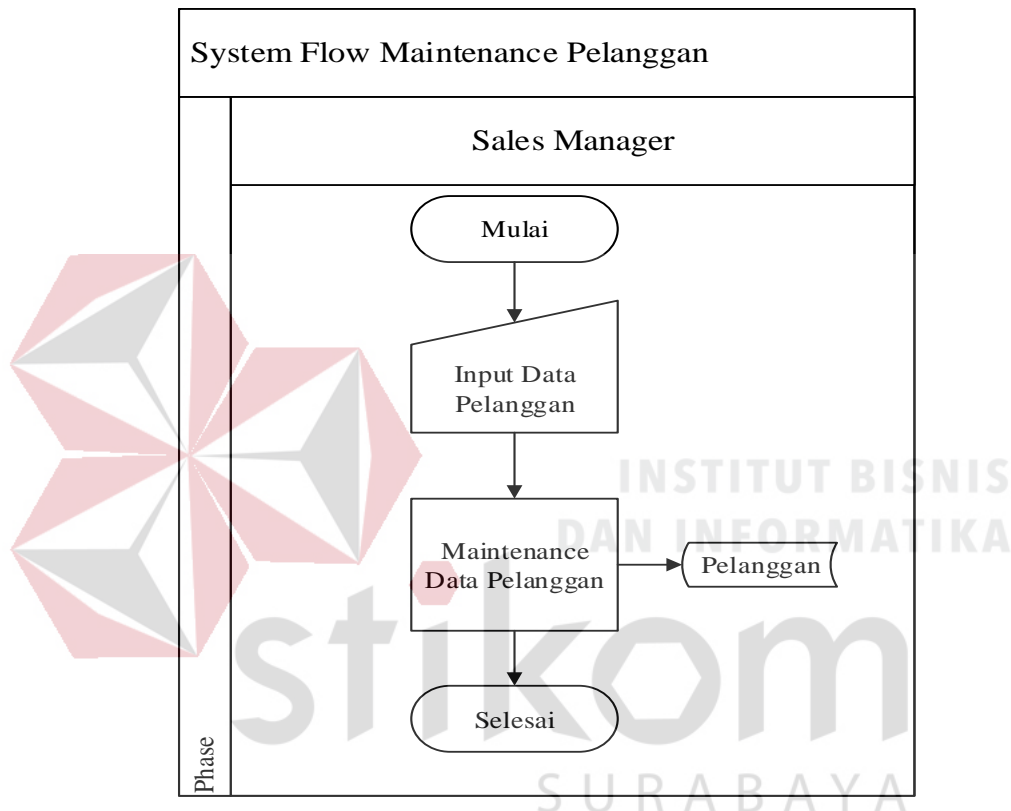 System Flow Maintenance Pelanggan
Sales Manager
Phase
Mulai
Input Data
Pelanggan
Maintenance
Data Pelanggan
Pelanggan
Selesai
INSTITUT BISNIS
DAN INFORMATIKA
stikom
SURABAYA